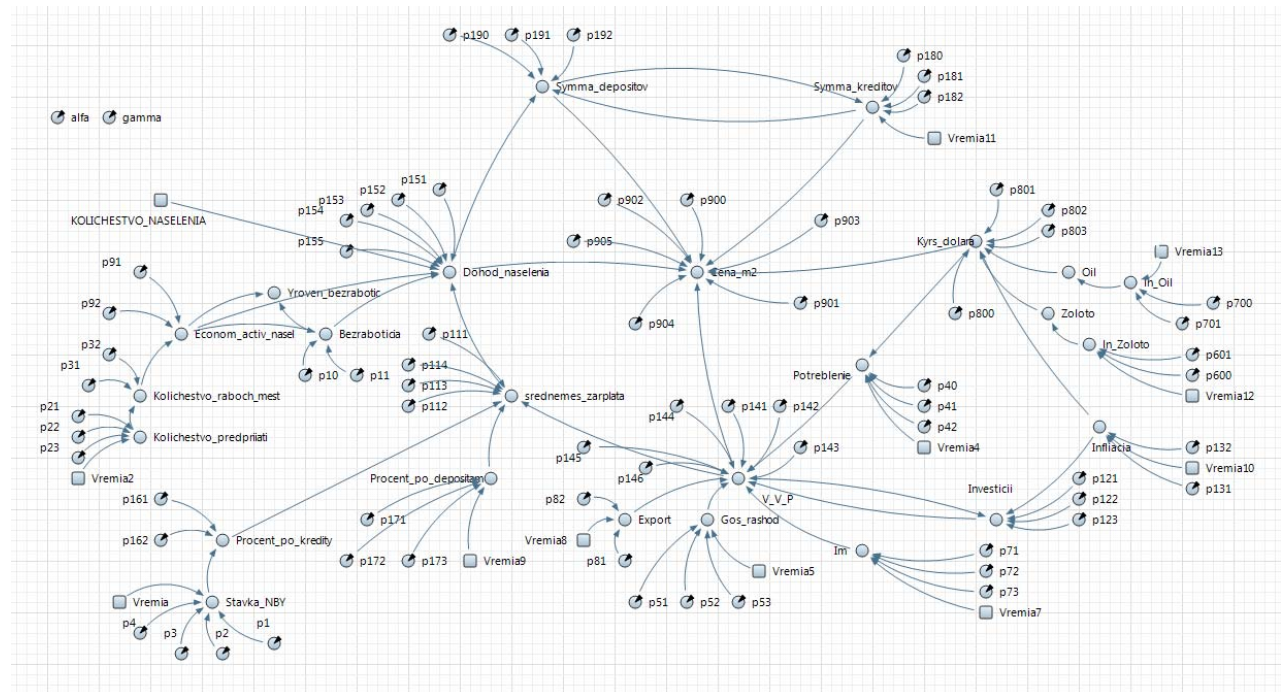 p190
p191
p192
p180
Symma_depositov
Symma_kreditov
p181
p182
alfa
gamma
Vremia11
p151
p152
p153
p154
p155
KOLICHESTVO_NASELENIA
p902
p900
p903
p905
p801
p802
p803
Kyrs_dolara
Vremia13
p91
Dohod_naselenia
Oil
In_Oil
Yroven_bezrabotic
p92
p904
p901
p800
p700
p701
Zoloto
Econom_activ_nasel
Bezraboticia
p111
In_Zoloto
p601
p600
Vremia12
p32
p31
p10
p11
p114
p113
p112
Kolichestvo_raboch_mest
srednemes_zarplata
Potreblenie
p40
p41
p42
Vremia4
p21
p22
p23
Kolichestvo_predpriiati
p144
p141
p142
p143
p145
p146
Infliacia
p132
Vremia10
p131
Vremia2
Procent_po_depositam
V_V_P
Investicii
p121
p122
p123
p161
p162
Procent_po_kredity
p171
p172
p173
Vremia9
p82
Vremia8
Export
p81
Gos_rashod
Vremia5
Im
p71
p72
p73
Vremia7
Vremia
Stavka_NBY
p4
p3
p2
p1
p51
p52
p53